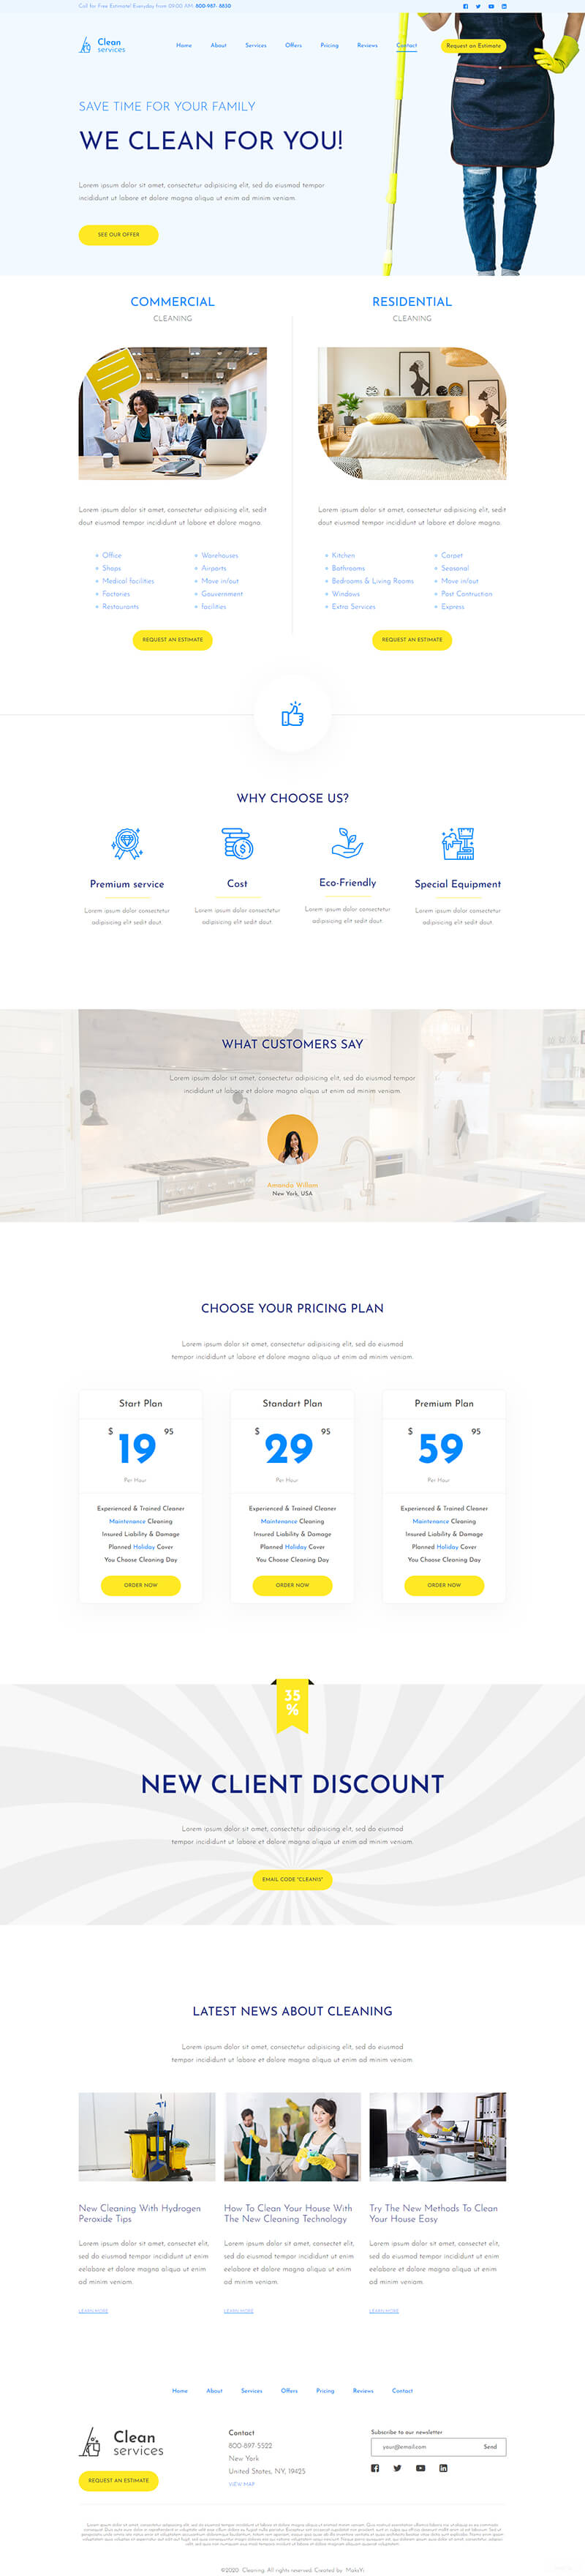 Call for Free Estimate! Everyday from 09:00 AM: 800-987- 8850
Clean
services
Home About Services Offers Pricing Reviews Contact Request an Estimate
SAVE TIME FOR YOUR FAMILY
WE CLEAN FOR YOU!
Lorem ipsum dolor sit amet, consectetur adipisicing elit, sed do eiusmod tempor
incididunt ut labore et dolore magna aliqua ut enim ad minim veniam.
SEE OUR OFFER
COMMERCIAL
CLEANING
RESIDENTIAL
CLEANING
Lorem ipsum dolor sit amet, consectetur adipisicing elit, sedit
dout eiusmod tempor incididunt ut labore et dolore magna.
Lorem ipsum dolor sit amet, consectetur adipisicing elit, sedit
dout eiusmod tempor incididunt ut labore et dolore magna.
Office
Shops
Medical facilities
Factories
Restaurants
Warehouses
Airports
Move in/out
Gouvernment
facilities
Kitchen
Bathrooms
Bedrooms & Living Rooms
Windows
Extra Services
Carpet
Seasonal
Move in/out
Post Contruction
Express
REQUEST AN ESTIMATE
REQUEST AN ESTIMATE
WHY CHOOSE US?
Premium service
Lorem ipsum dolor consectetur
adipisicing elit sedit dout.
Cost
Lorem ipsum dolor consectetur
adipisicing elit sedit dout.
Eco-Friendly
Lorem ipsum dolor consectetur
adipisicing elit sedit dout.
Special Equipment
Lorem ipsum dolor consectetur
adipisicing elit sedit dout.
WHAT CUSTOMERS SAY
Lorem ipsum dolor sit amet, consectetur adipisicing elit, sed do eiusmod tempor
incididunt ut labore et dolore magna aliqua ut enim ad minim veniam.
Amanda Willam
New York, USA
CHOOSE YOUR PRICING PLAN
Lorem ipsum dolor sit amet, consectetur adipisicing elit, sed do eiusmod
tempor incididunt ut labore et dolore magna aliqua ut enim ad minim veniam.
Start Plan
$ 19 95
Per Hour
Experienced & Trained Cleaner
Maintenance Cleaning
Insured Liability & Damage
Planned Holiday Cover
You Choose Cleaning Day
ORDER NOW
Standart Plan
$ 29 95
Per Hour
Experienced & Trained Cleaner
Maintenance Cleaning
Insured Liability & Damage
Planned Holiday Cover
You Choose Cleaning Day
ORDER NOW
Premium Plan
$ 59 95
Per Hour
Experienced & Trained Cleaner
Maintenance Cleaning
Insured Liability & Damage
Planned Holiday Cover
You Choose Cleaning Day
ORDER NOW
35
%
NEW CLIENT DISCOUNT
Lorem ipsum dolor sit amet, consectetur adipisicing elit, sed do eiusmod
tempor incididunt ut labore et dolore magna aliqua ut enim ad minim veniam.
EMAIL CODE "CLEAN15"
LATEST NEWS ABOUT CLEANING
Lorem ipsum dolor sit amet, consectetur adipisicing elit, sed do eiusmod
tempor incididunt ut labore et dolore magna aliqua ut enim ad minim veniam.
New Cleaning With Hydrogen
Peroxide Tips
Lorem ipsum dolor sit amet, consectet elit,
sed do eiusmod tempor incididunt ut enim
eelabore et dolore magna aliqua ut enim
ad minim veniam.
LEARN MORE
How To Clean Your House With
The New Cleaning Technology
Lorem ipsum dolor sit amet, consectet elit,
sed do eiusmod tempor incididunt ut enim
eelabore et dolore magna aliqua ut enim
ad minim veniam.
LEARN MORE
Try The New Methods To Clean
Your House Easy
Lorem ipsum dolor sit amet, consectet elit,
sed do eiusmod tempor incididunt ut enim
eelabore et dolore magna aliqua ut enim
ad minim veniam.
LEARN MORE
Home About Services Offers Pricing Reviews Contact
Clean
services
REQUEST AN ESTIMATE
Contact
800-897-5522
New York
United States, NY, 19425
VIEW MAP
Subscribe to our newsletter
your@email.com Send
©2020. Cleaning. All rights reserved. Created by